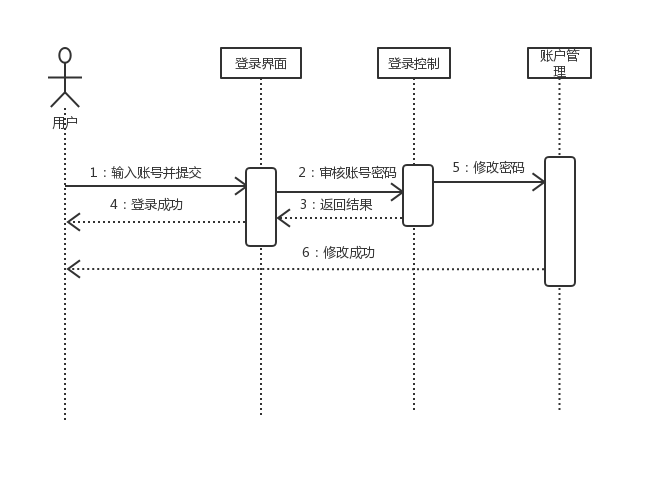 登录界面
登录控制
账户管
理
用户
1：输入账号并提交
2：审核账号密码
5：修改密码
4：登录成功
3：返回结果
6：修改成功